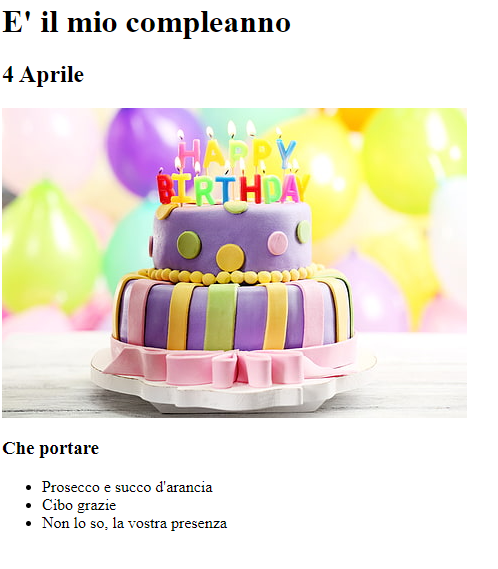 E' il mio compleanno
4 Aprile
HAPPY
BIRTHDAY
Che portare
Prosecco e succo d'arancia
Cibo grazie
Non lo so, la vostra presenza